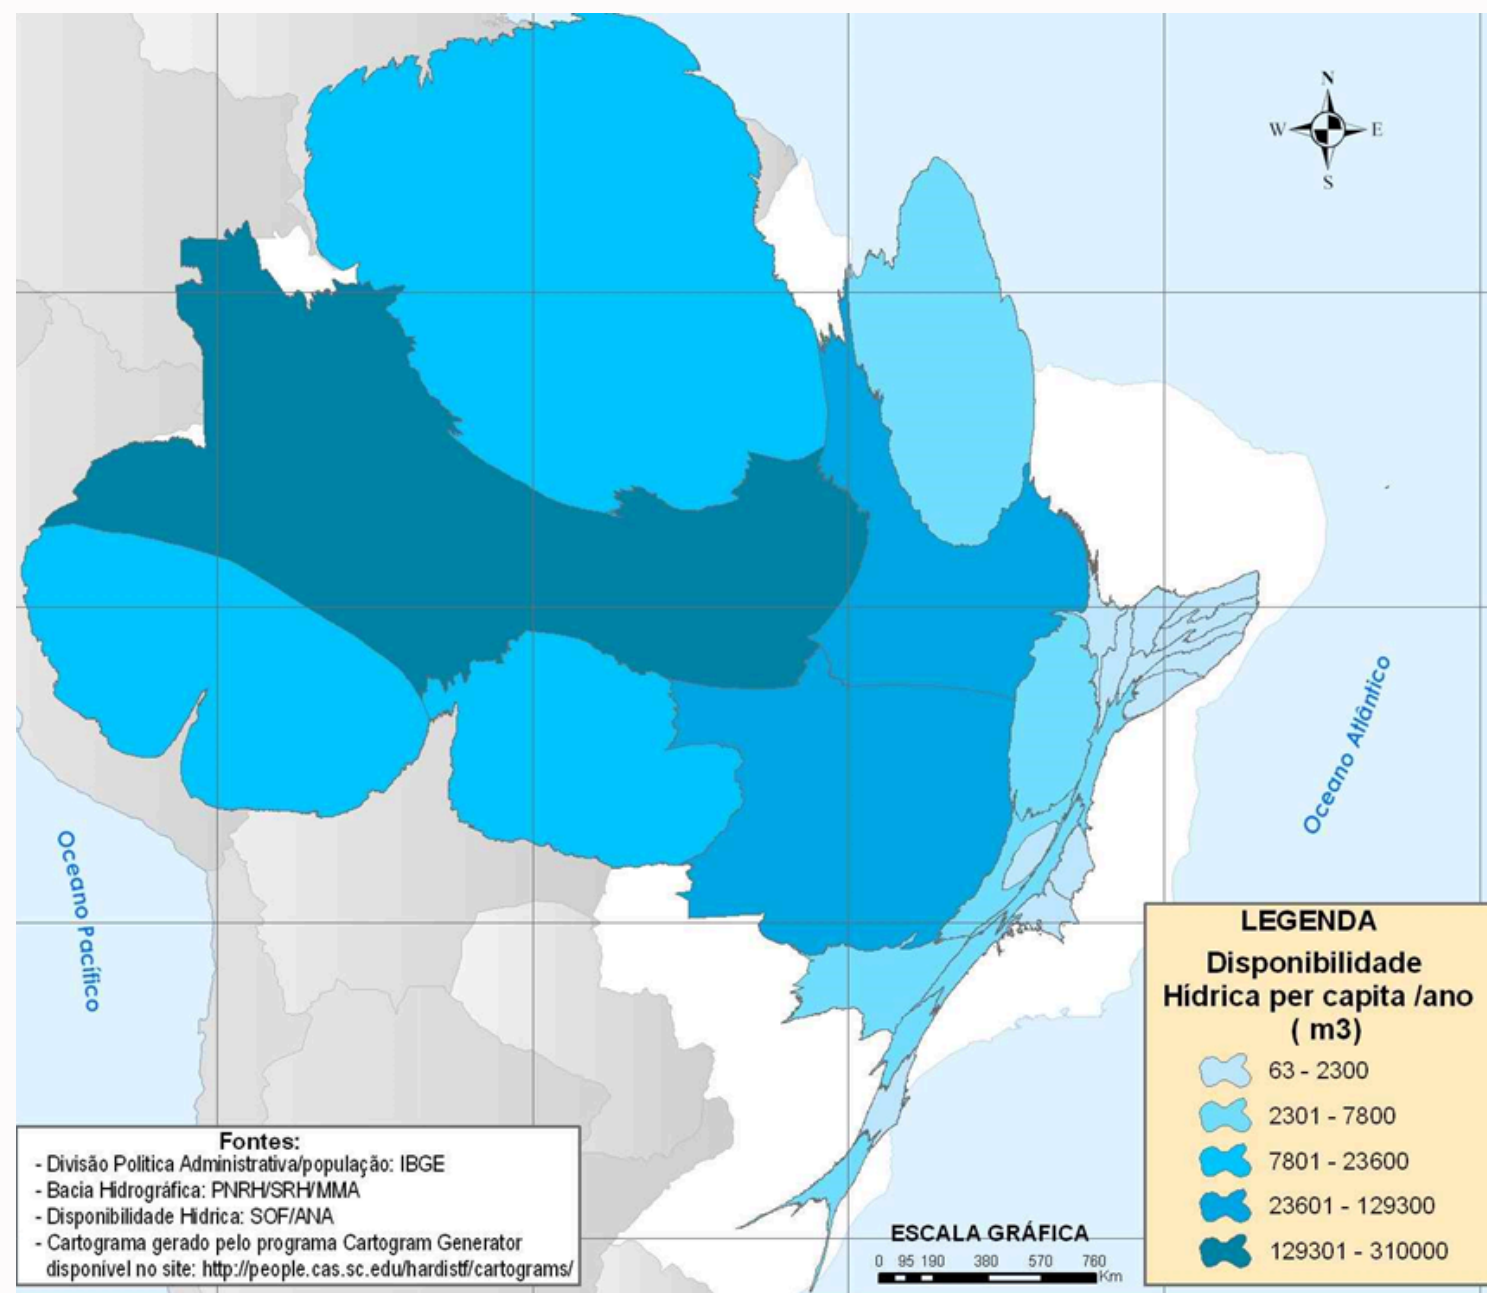 N
W E
S
Oceano Atlântico
Oceano Pacífico
LEGENDA
Disponibilidade
Hídrica per capita /ano
( m3)
63 - 2300
2301 - 7800
7801 - 23600
23601 - 129300
129301 - 310000
Fontes:
- Divisão Politica Administrativa/população: IBGE
- Bacia Hidrográfica: PNRH/SRH/MMA
- Disponibilidade Hidrica: SOF/ANA
- Cartograma gerado pelo programa Cartogram Generator
disponível no site: http://people.cas.sc.edu/hardistf/cartograms/
ESCALA GRÁFICA
0 95 190 380 570 760
Km